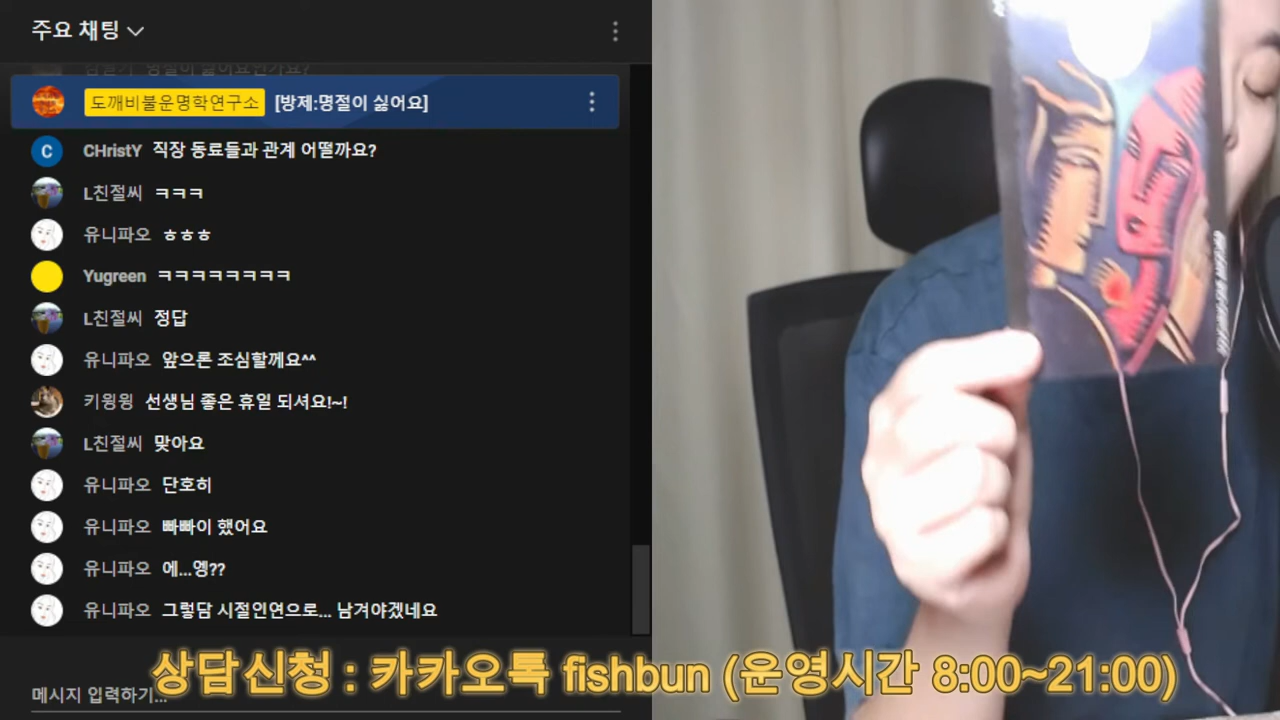 주요 채팅
도깨비불운명학연구소 [방제:명절이 싫어요]
C CHristY 직장 동료들과 관계 어떨까요?
L친절씨 ㅋㅋㅋ
유니파오 ㅎㅎㅎ
Yugreen ㅋㅋㅋㅋㅋㅋㅋㅋ
L친절씨 정답
유니파오 앞으론 조심할께요^^
키윙윙 선생님 좋은 휴일 되셔요!~!
L친절씨 맞아요
유니파오 단호히
유니파오 빠빠이 했어요
유니파오 에...엥??
유니파오 그렇담 시절인연으로... 남겨야겠네요
상담신청 : 카카오톡 fishbun (운영시간 8:00~21:00)
메시지 입력하기...